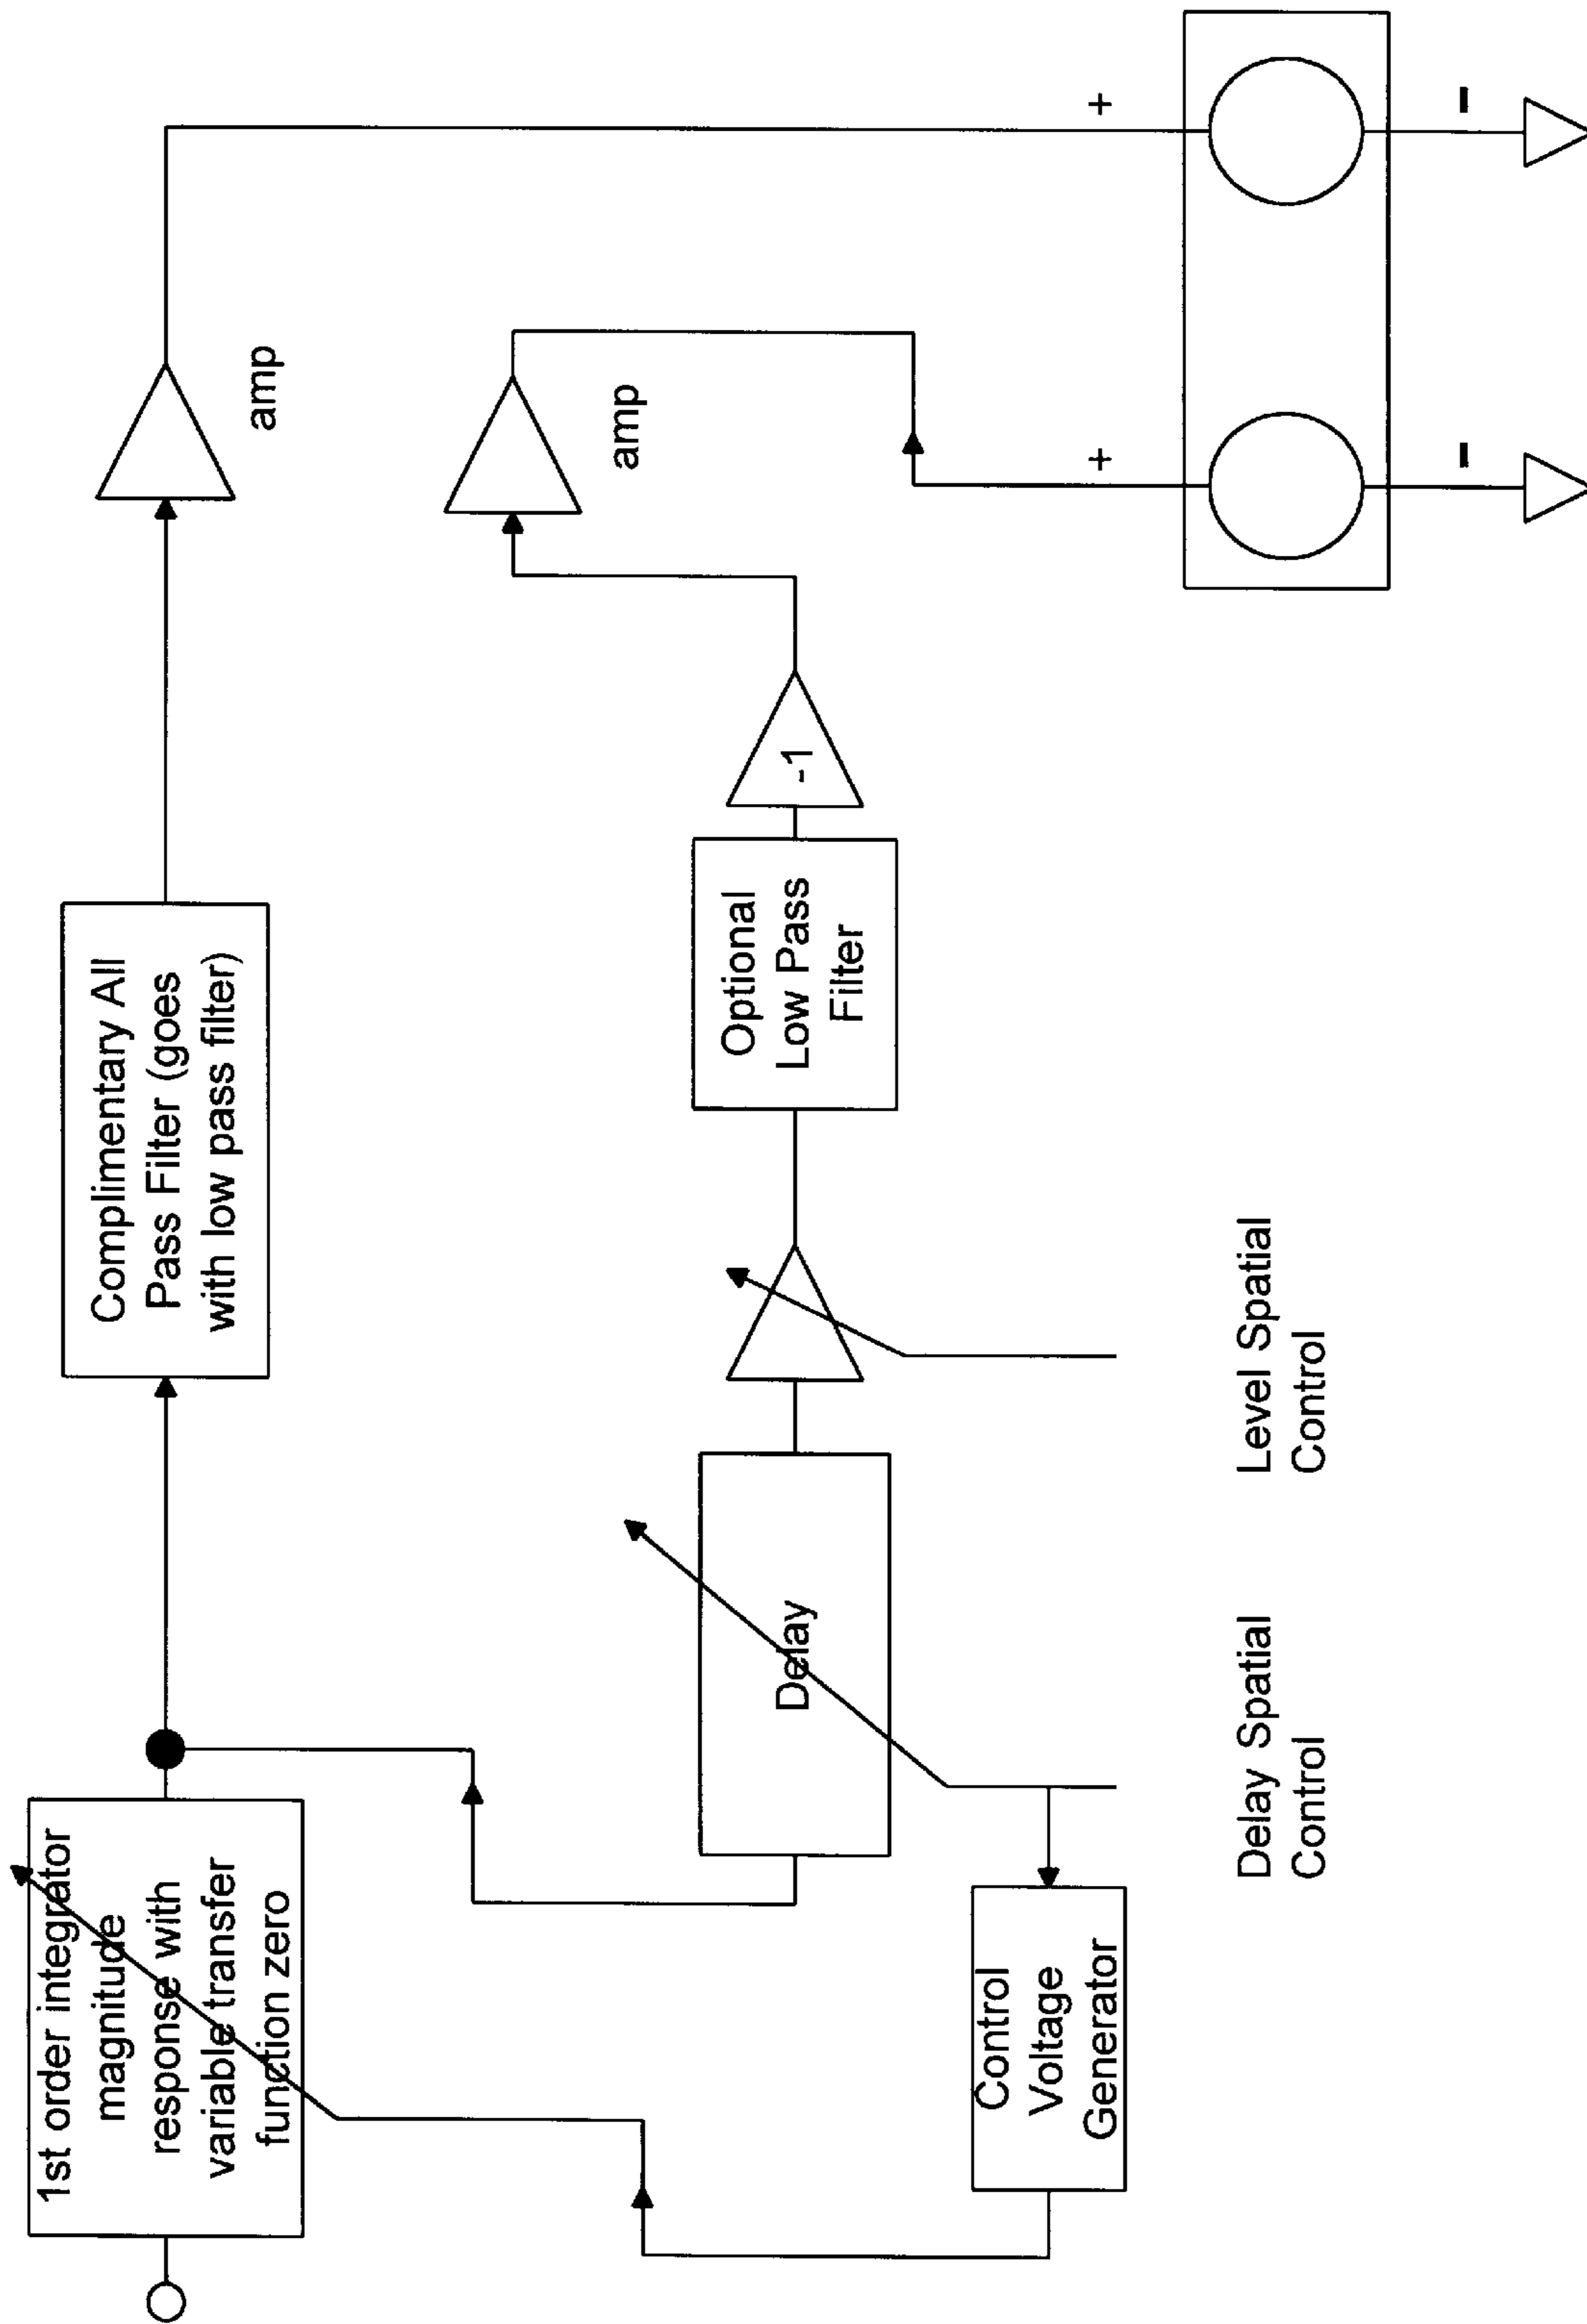 1st order integrator
magnitude
response with
variable transfer
function zero
Complimentary All
Pass Filter (goes
with low pass filter)
amp
amp
Delay
Optional
Low Pass
Filter
-1
+
+
-
-
Control
Voltage
Generator
Delay Spatial
Control
Level Spatial
Control